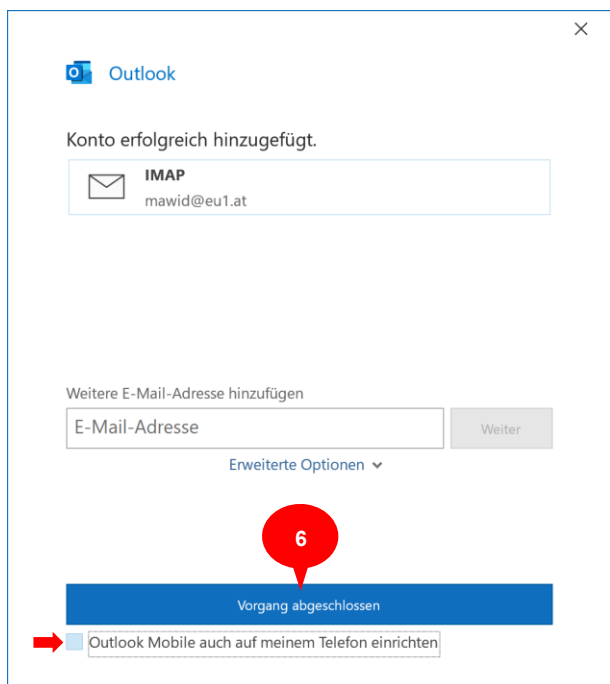 Outlook
Konto erfolgreich hinzugefügt.
IMAP
mawid@eu1.at
Weitere E-Mail-Adresse hinzufügen
E-Mail-Adresse
Weiter
Erweiterte Optionen
6
Vorgang abgeschlossen
Outlook Mobile auch auf meinem Telefon einrichten